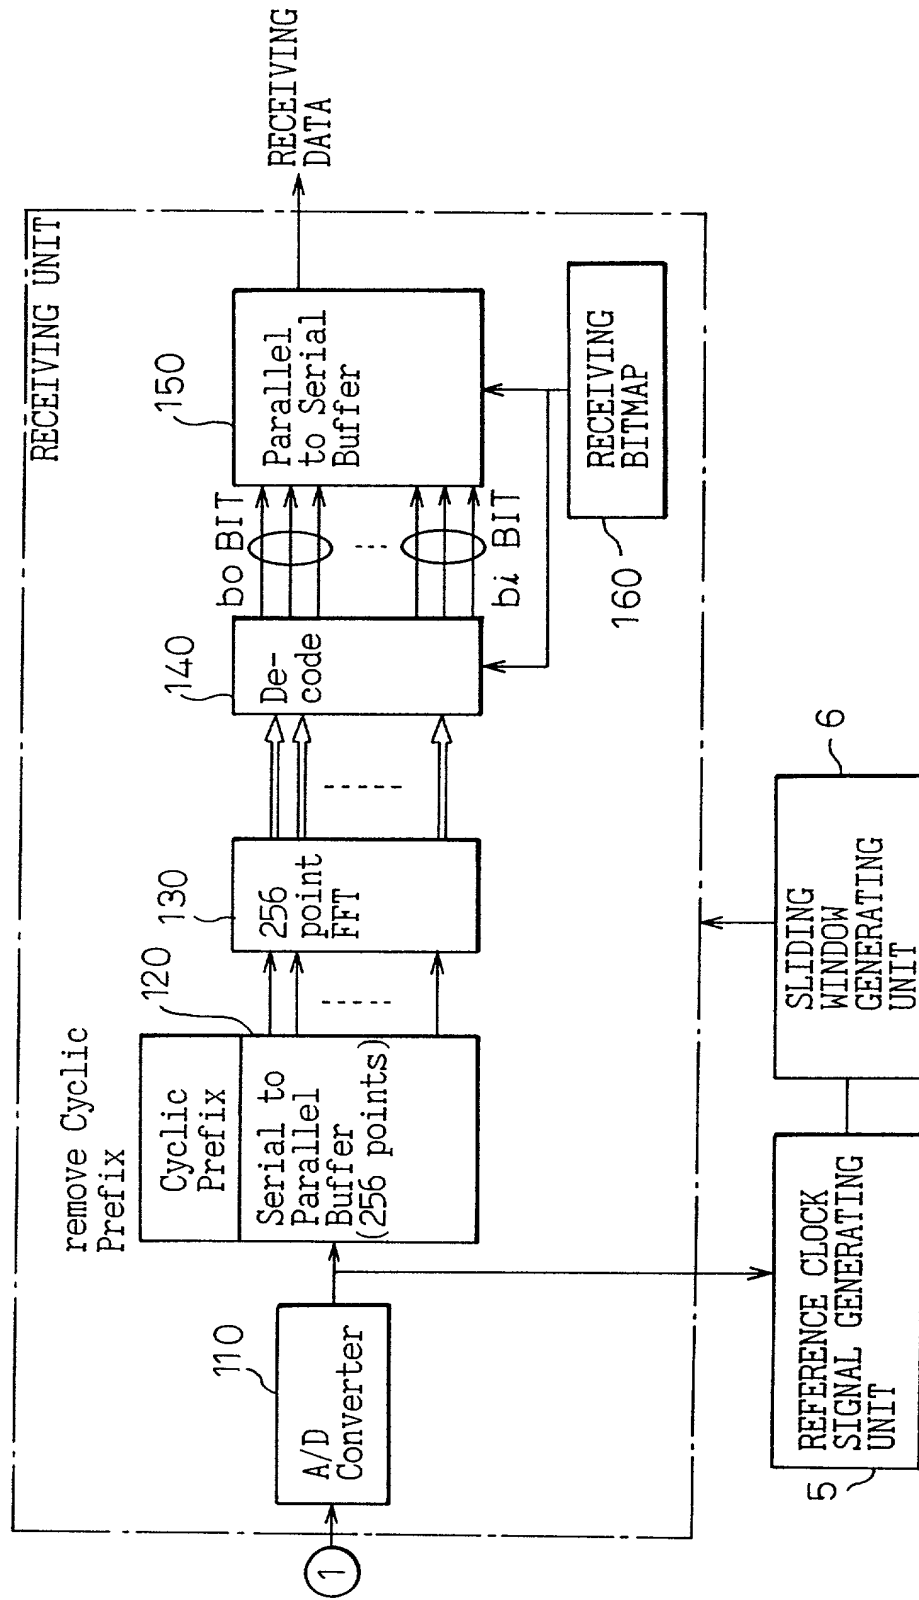 RECEIVING UNIT
1
A/D
Converter
110
remove Cyclic
Prefix
Cyclic
Prefix
Serial to
Parallel
Buffer
(256 points)
120
256
point
FFT
130
De-
code
140
bo BIT
bi BIT
Parallel
to Serial
Buffer
150
RECEIVING
DATA
RECEIVING
BITMAP
160
REFERENCE CLOCK
SIGNAL GENERATING
UNIT
5
SLIDING
WINDOW
GENERATING
UNIT
6